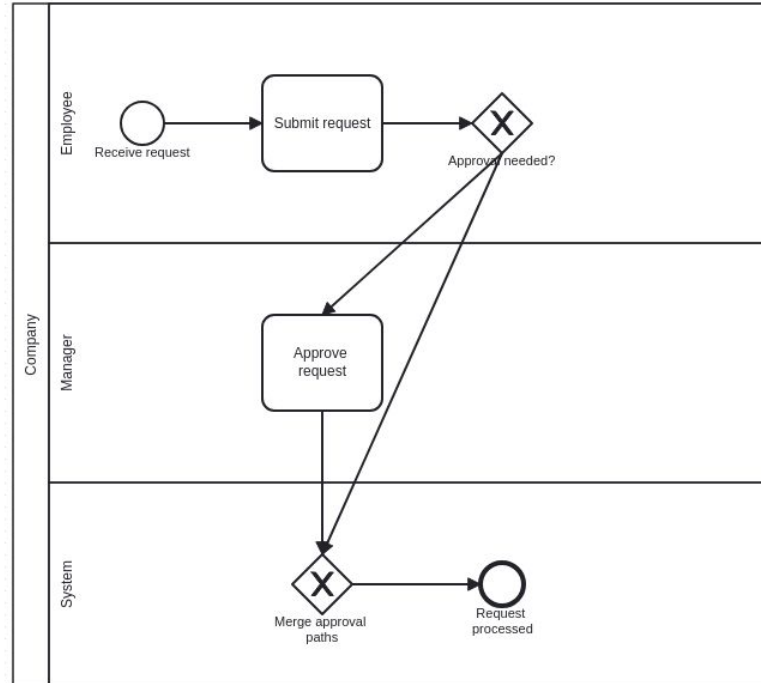 Company
Employee
Receive request
Submit request
X
Approval needed?
Manager
Approve
request
System
X
Merge approval
paths
Request
processed